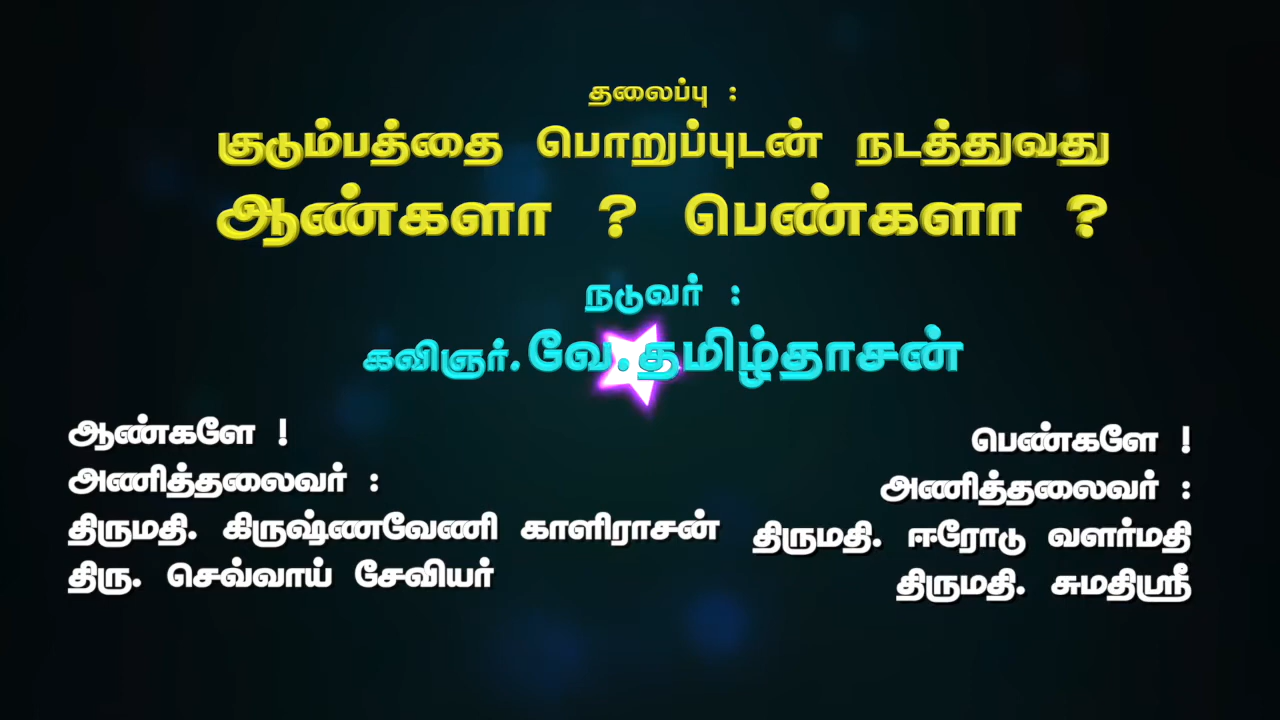 தலைப்பு :
குடும்பத்தை பொறுப்புடன் நடத்துவது
ஆண்களா ? பெண்களா ?
நடுவர் :
கவிஞர்.வே.தமிழ்தாசன்
ஆண்களே !
அணித்தலைவர் :
திருமதி. கிருஷ்ணவேணி காளிராசன்
திரு. செவ்வாய் சேவியர்
பெண்களே !
அணித்தலைவர் :
திருமதி. ஈரோடு வளர்மதி
திருமதி. சுமதிஸ்ரீ